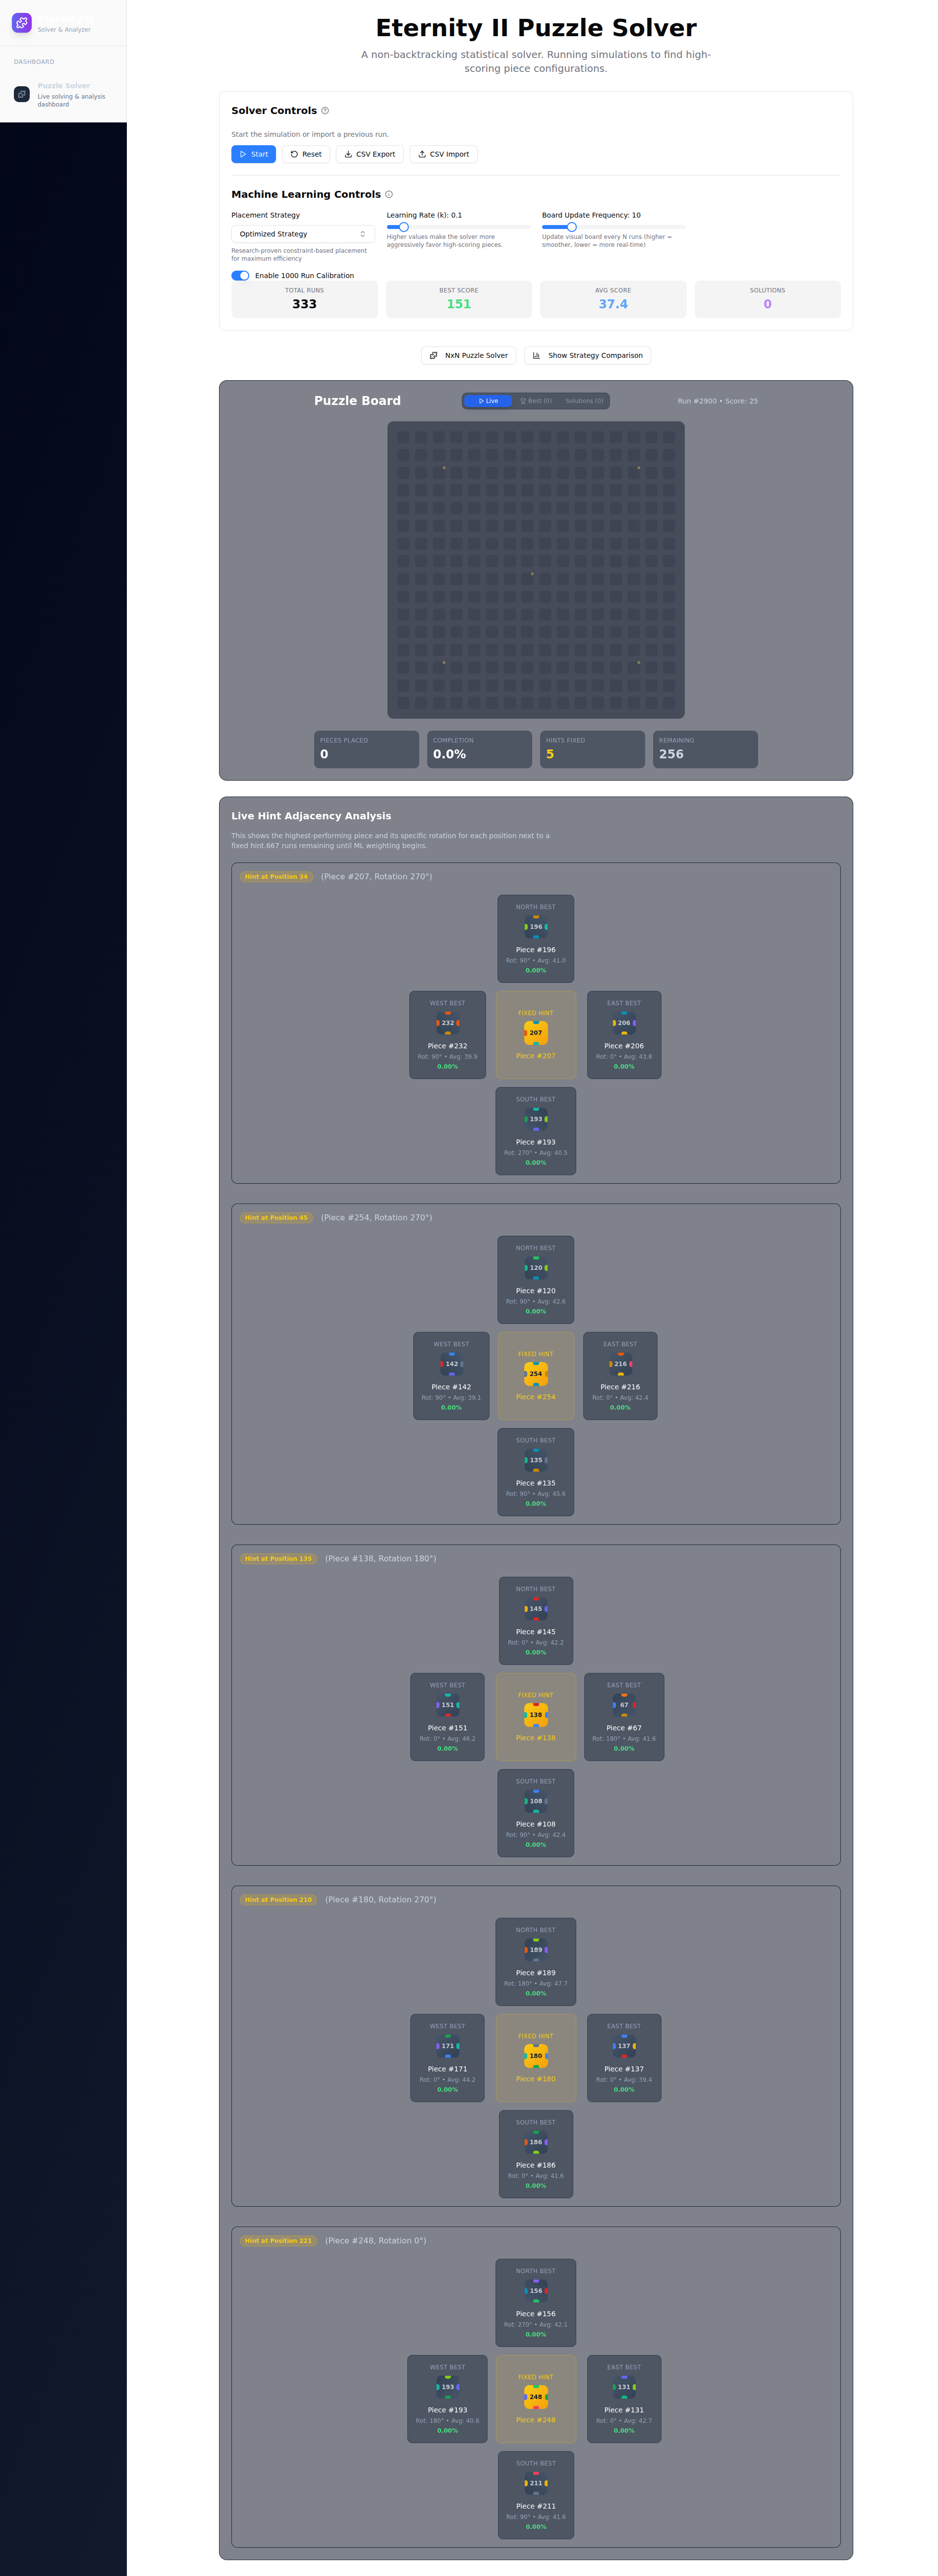 Solver & Analyzer
DASHBOARD
Puzzle Solver
Live solving & analysis
dashboard
Eternity II Puzzle Solver
A non-backtracking statistical solver. Running simulations to find high-
scoring piece configurations.
Solver Controls
Start the simulation or import a previous run.
Start
Reset
CSV Export
CSV Import
Machine Learning Controls
Placement Strategy
Optimized Strategy
Research-proven constraint-based placement
for maximum efficiency
Learning Rate (k): 0.1
Higher values make the solver more
aggressively favor high-scoring pieces.
Board Update Frequency: 10
Update visual board every N runs (higher =
smoother, lower = more real-time)
Enable 1000 Run Calibration
TOTAL RUNS
333
BEST SCORE
151
AVG SCORE
37.4
SOLUTIONS
0
NxN Puzzle Solver
Show Strategy Comparison
Puzzle Board
Live
Best (0)
Solutions (0)
Run #2900 • Score: 25
PIECES PLACED
0
COMPLETION
0.0%
HINTS FIXED
5
REMAINING
256
Live Hint Adjacency Analysis
This shows the highest-performing piece and its specific rotation for each position next to a
fixed hint.667 runs remaining until ML weighting begins.
Hint at Position 34
(Piece #207, Rotation 270°)
NORTH BEST
196
Piece #196
Rot: 90° • Avg: 41.0
0.00%
WEST BEST
232
Piece #232
Rot: 90° • Avg: 39.9
0.00%
FIXED HINT
207
Piece #207
EAST BEST
206
Piece #206
Rot: 0° • Avg: 43.8
0.00%
SOUTH BEST
193
Piece #193
Rot: 270° • Avg: 40.5
0.00%
Hint at Position 45
(Piece #254, Rotation 270°)
NORTH BEST
120
Piece #120
Rot: 90° • Avg: 42.6
0.00%
WEST BEST
142
Piece #142
Rot: 90° • Avg: 39.1
0.00%
FIXED HINT
254
Piece #254
EAST BEST
216
Piece #216
Rot: 0° • Avg: 42.4
0.00%
SOUTH BEST
135
Piece #135
Rot: 90° • Avg: 45.6
0.00%
Hint at Position 135
(Piece #138, Rotation 180°)
NORTH BEST
145
Piece #145
Rot: 0° • Avg: 42.2
0.00%
WEST BEST
151
Piece #151
Rot: 0° • Avg: 46.2
0.00%
FIXED HINT
138
Piece #138
EAST BEST
67
Piece #67
Rot: 180° • Avg: 41.6
0.00%
SOUTH BEST
108
Piece #108
Rot: 90° • Avg: 42.4
0.00%
Hint at Position 210
(Piece #180, Rotation 270°)
NORTH BEST
189
Piece #189
Rot: 180° • Avg: 47.7
0.00%
WEST BEST
171
Piece #171
Rot: 0° • Avg: 44.2
0.00%
FIXED HINT
180
Piece #180
EAST BEST
137
Piece #137
Rot: 0° • Avg: 39.4
0.00%
SOUTH BEST
186
Piece #186
Rot: 0° • Avg: 41.6
0.00%
Hint at Position 221
(Piece #248, Rotation 0°)
NORTH BEST
156
Piece #156
Rot: 270° • Avg: 42.1
0.00%
WEST BEST
193
Piece #193
Rot: 180° • Avg: 40.6
0.00%
FIXED HINT
248
Piece #248
EAST BEST
131
Piece #131
Rot: 0° • Avg: 42.7
0.00%
SOUTH BEST
211
Piece #211
Rot: 90° • Avg: 41.8
0.00%